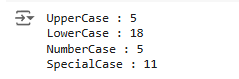 UpperCase : 5
LowerCase : 18
NumberCase : 5
SpecialCase : 11